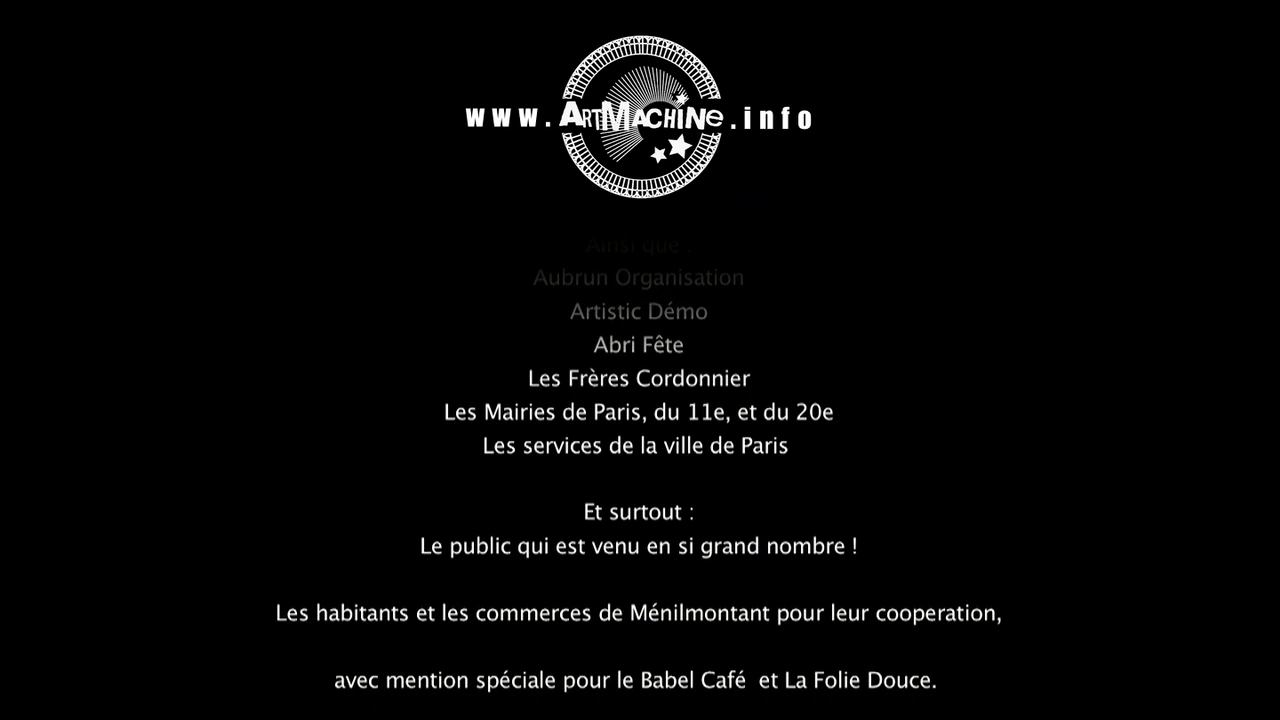 www.ArtMachine.info
Ainsi que :
Aubrun Organisation
Artistic Démo
Abri Fête
Les Frères Cordonnier
Les Mairies de Paris, du 11e, et du 20e
Les services de la ville de Paris
Et surtout :
Le public qui est venu en si grand nombre !
Les habitants et les commerces de Ménilmontant pour leur cooperation,
avec mention spéciale pour le Babel Café et La Folie Douce.